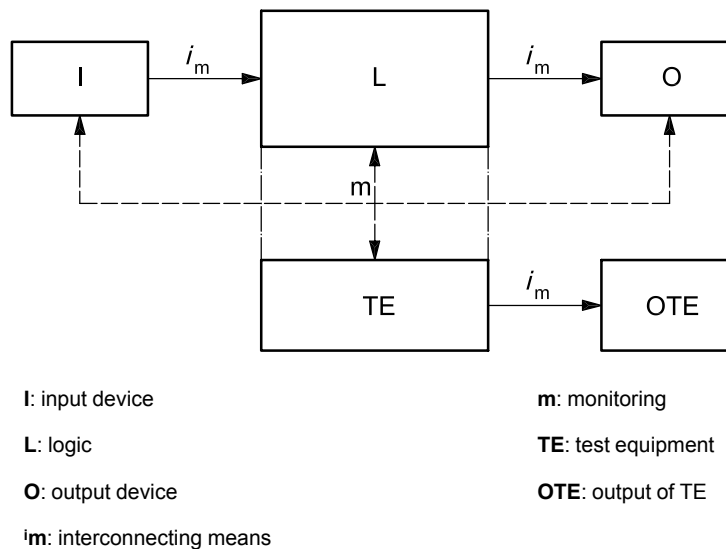 I
i_m
L
i_m
O
m
TE
i_m
OTE
I: input device
m: monitoring
L: logic
TE: test equipment
O: output device
OTE: output of TE
ⁱm: interconnecting means